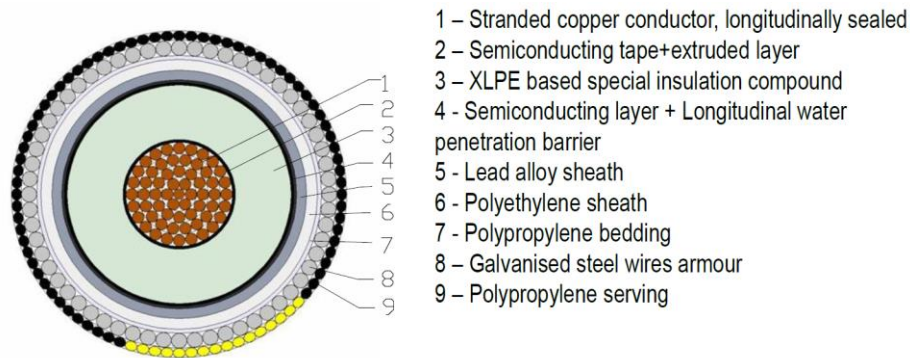 1
2
3
4
5
6
7
8
9
1 – Stranded copper conductor, longitudinally sealed
2 – Semiconducting tape+extruded layer
3 – XLPE based special insulation compound
4 - Semiconducting layer + Longitudinal water
penetration barrier
5 - Lead alloy sheath
6 - Polyethylene sheath
7 - Polypropylene bedding
8 – Galvanised steel wires armour
9 – Polypropylene serving